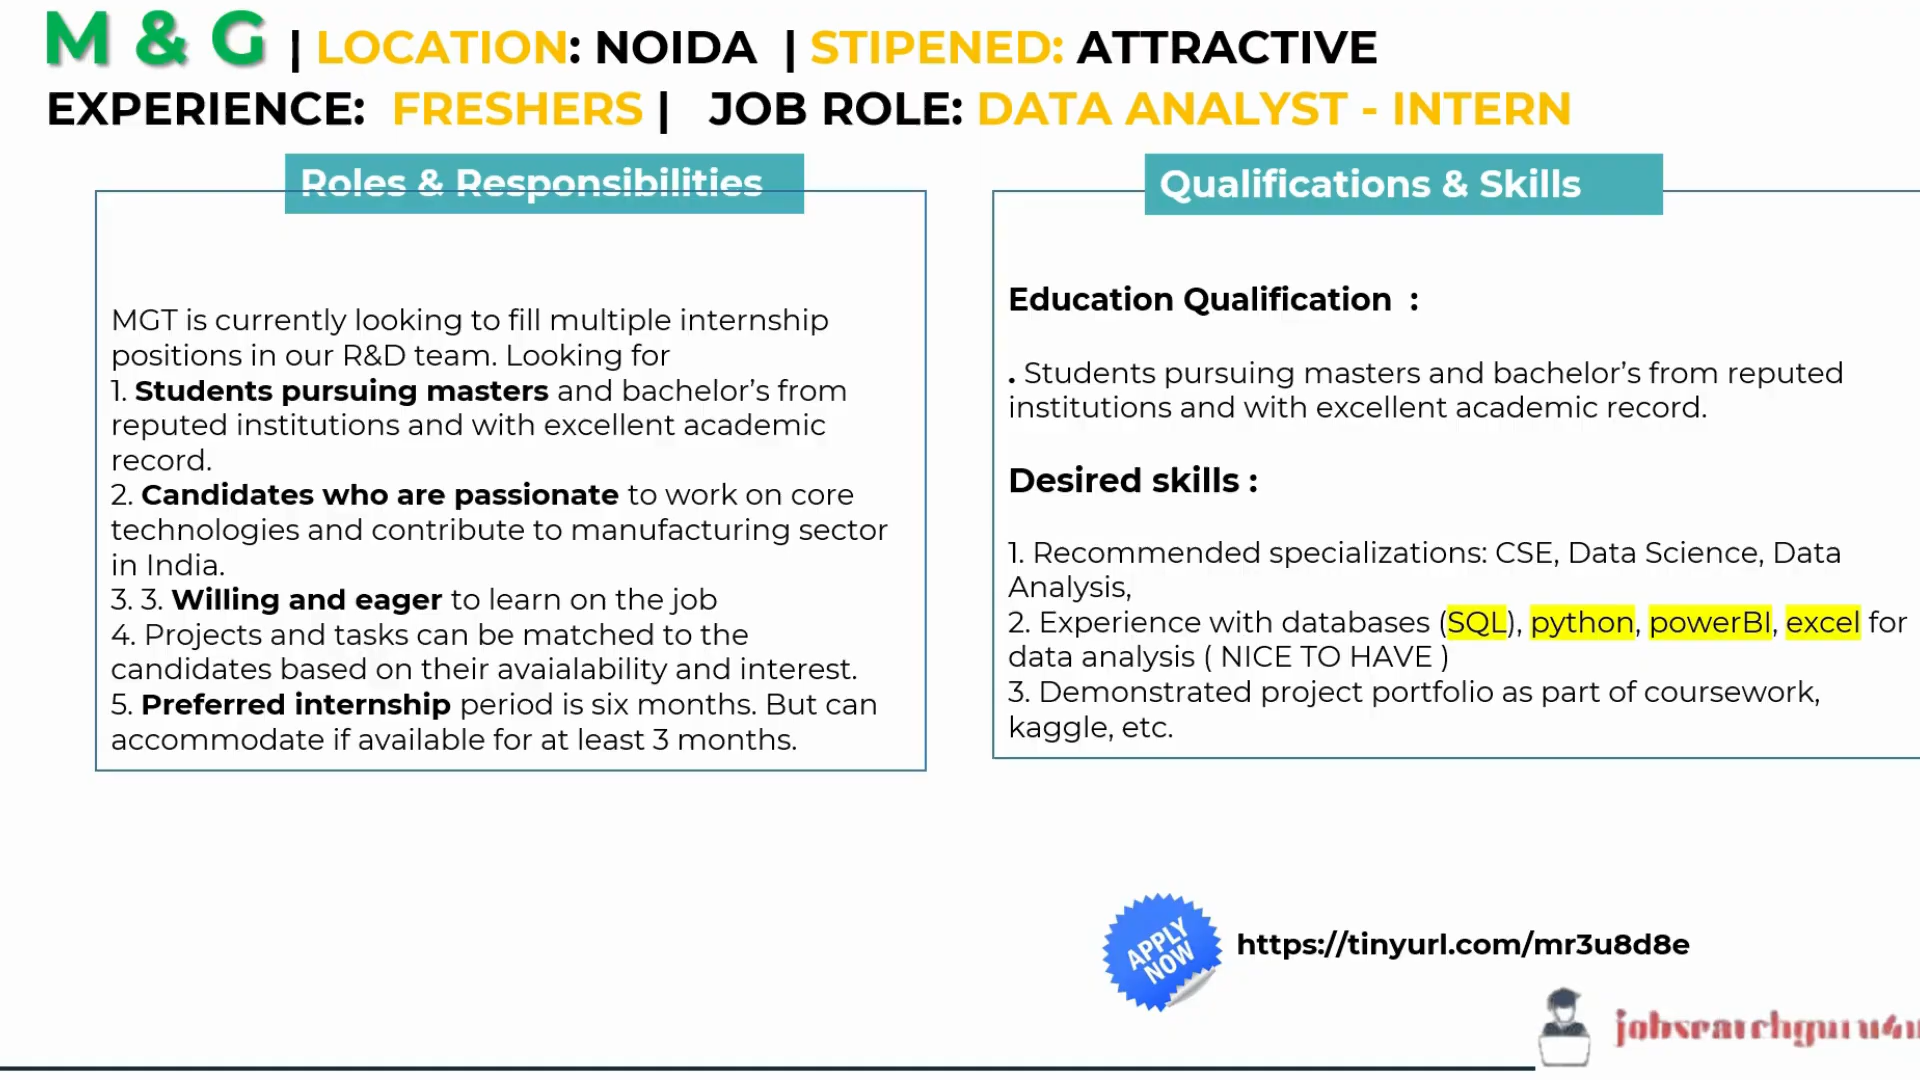 M & G | LOCATION: NOIDA | STIPENED: ATTRACTIVE
EXPERIENCE: FRESHERS | JOB ROLE: DATA ANALYST - INTERN
Roles & Responsibilities
MGT is currently looking to fill multiple internship
positions in our R&D team. Looking for
1. Students pursuing masters and bachelor’s from
reputed institutions and with excellent academic
record.
2. Candidates who are passionate to work on core
technologies and contribute to manufacturing sector
in India.
3. 3. Willing and eager to learn on the job
4. Projects and tasks can be matched to the
candidates based on their avaialability and interest.
5. Preferred internship period is six months. But can
accommodate if available for at least 3 months.
Qualifications & Skills
Education Qualification :
. Students pursuing masters and bachelor’s from reputed
institutions and with excellent academic record.
Desired skills :
1. Recommended specializations: CSE, Data Science, Data
Analysis,
2. Experience with databases (SQL), python, powerBI, excel for
data analysis ( NICE TO HAVE )
3. Demonstrated project portfolio as part of coursework,
kaggle, etc.
APPLY
NOW
https://tinyurl.com/mr3u8d8e